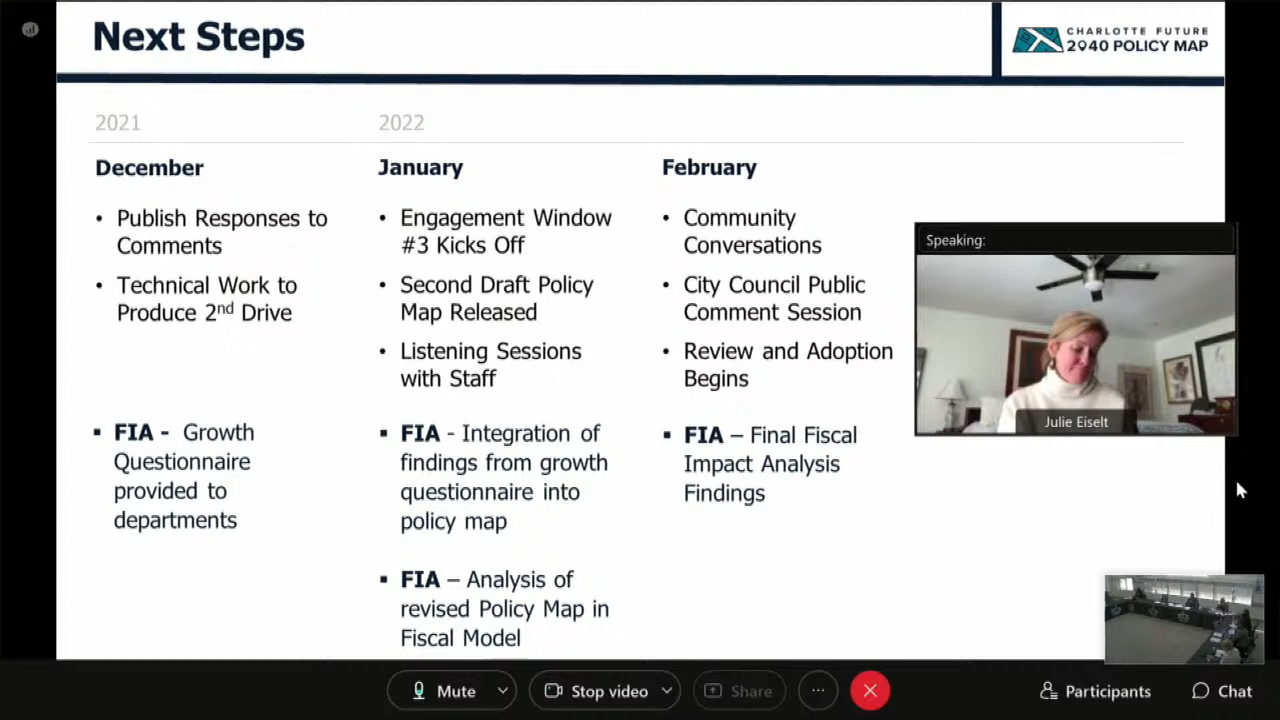 Next Steps
CHARLOTTE FUTURE
2040 POLICY MAP
2021
2022
December
• Publish Responses to
Comments
• Technical Work to
Produce 2nd Drive
▪ FIA - Growth
Questionnaire
provided to
departments
January
• Engagement Window
#3 Kicks Off
• Second Draft Policy
Map Released
• Listening Sessions
with Staff
▪ FIA - Integration of
findings from growth
questionnaire into
policy map
▪ FIA – Analysis of
revised Policy Map in
Fiscal Model
February
• Community
Conversations
• City Council Public
Comment Session
• Review and Adoption
Begins
▪ FIA – Final Fiscal
Impact Analysis
Findings
Speaking:
Julie Eiselt
Mute
Stop video
Share
Participants
Chat